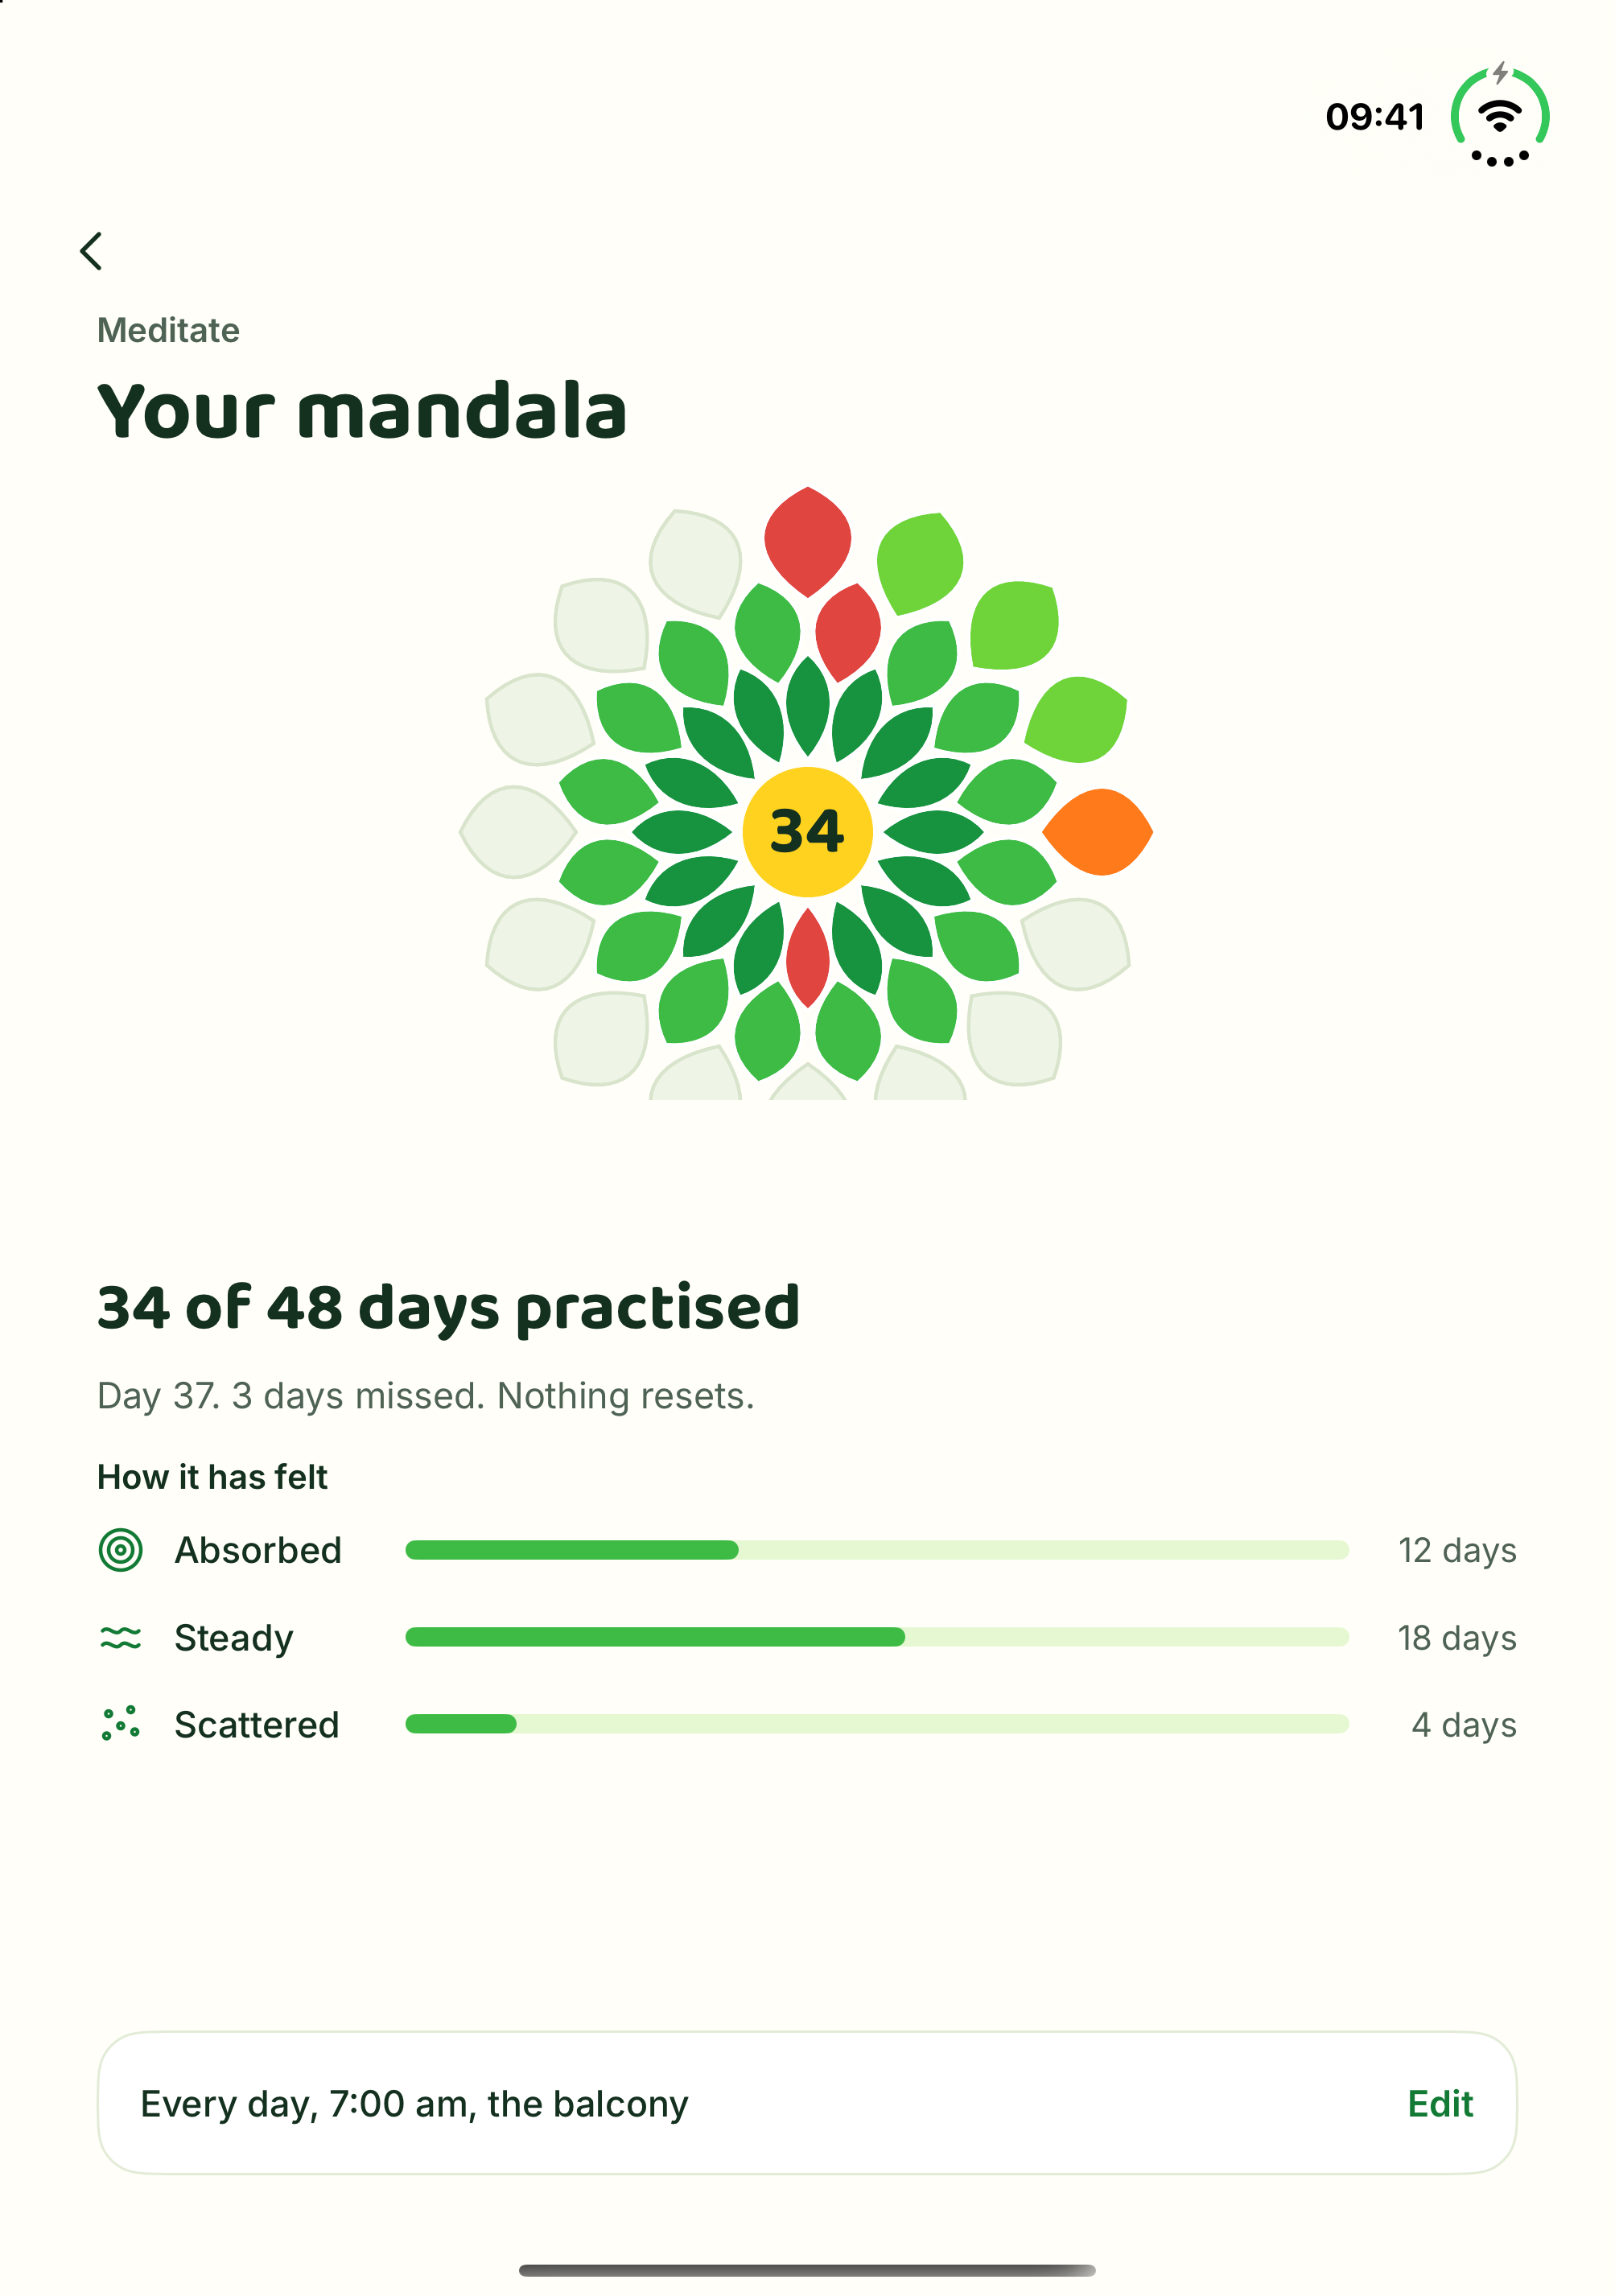 09:41
Meditate
Your mandala
34
34 of 48 days practised
Day 37. 3 days missed. Nothing resets.
How it has felt
Absorbed 12 days
Steady 18 days
Scattered 4 days
Every day, 7:00 am, the balcony Edit